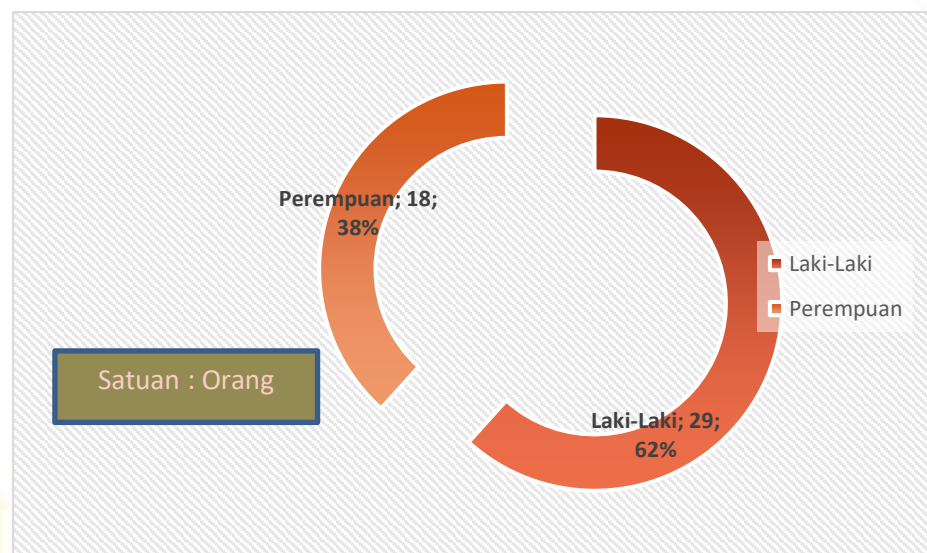 Perempuan; 18;
38%
Laki-Laki
Perempuan
Satuan : Orang
Laki-Laki; 29;
62%